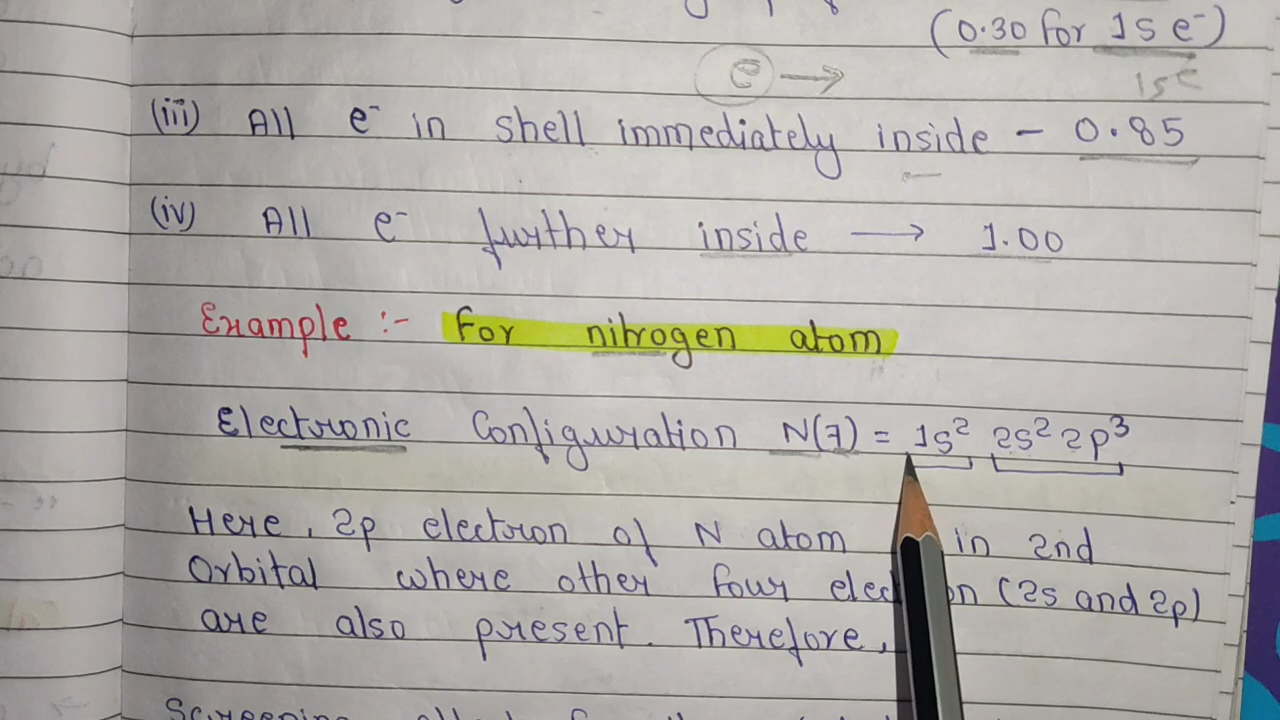 (0.30 for 1s e⁻)
e → 1s e
(iii) All e⁻ in shell immediately inside - 0.85
(iv) All e⁻ further inside → 1.00
Example :- For nitrogen atom
Electronic Configuration N(7) = 1s² 2s² 2p³
Here, 2p electron of N atom in 2nd
Orbital where other four (2s and 2p)
are also present. Therefore,